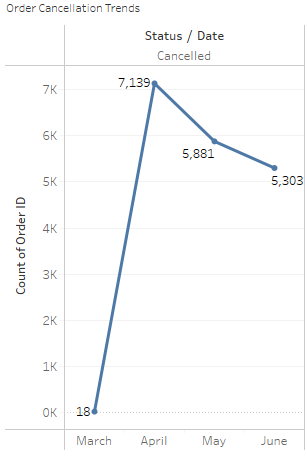 Order Cancellation Trends
Status / Date
Cancelled
7K
7,139
6K
5,881
5K
5,303
4K
Count of Order ID
3K
2K
1K
0K
18
March April May June